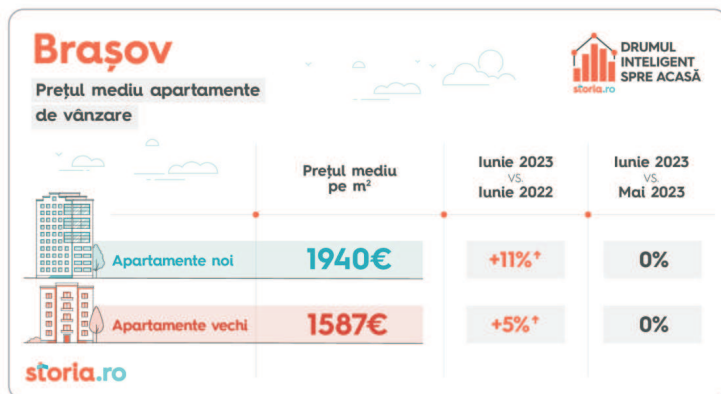 Brașov
Prețul mediu apartamente
de vânzare
DRUMUL
INTELIGENT
SPRE ACASĂ
storia.ro
Prețul mediu
pe m²
Iunie 2023
VS.
Iunie 2022
Iunie 2023
VS.
Mai 2023
Apartamente noi
1940€
+11%↑
0%
Apartamente vechi
1587€
+5%↑
0%
storia.ro